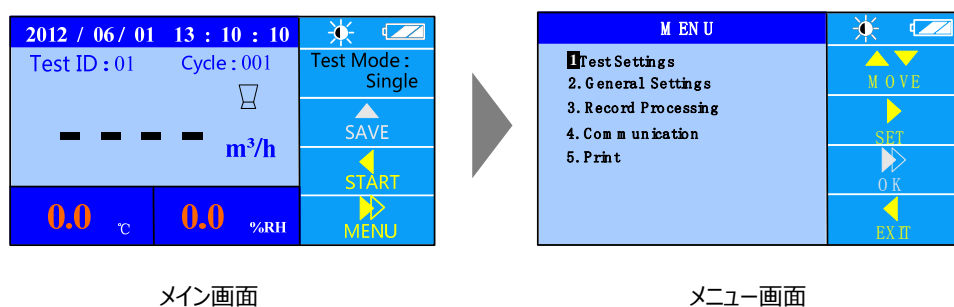 2012 / 06 / 01 13 : 10 : 10
Test ID : 01 Cycle : 001
m³/h
0.0 ℃
0.0 %RH
Test Mode :
Single
SAVE
START
MENU
メイン画面
MENU
1 Test Settings
2. General Settings
3. Record Processing
4. Communication
5. Print
MOVE
SET
OK
EXIT
メニュー画面